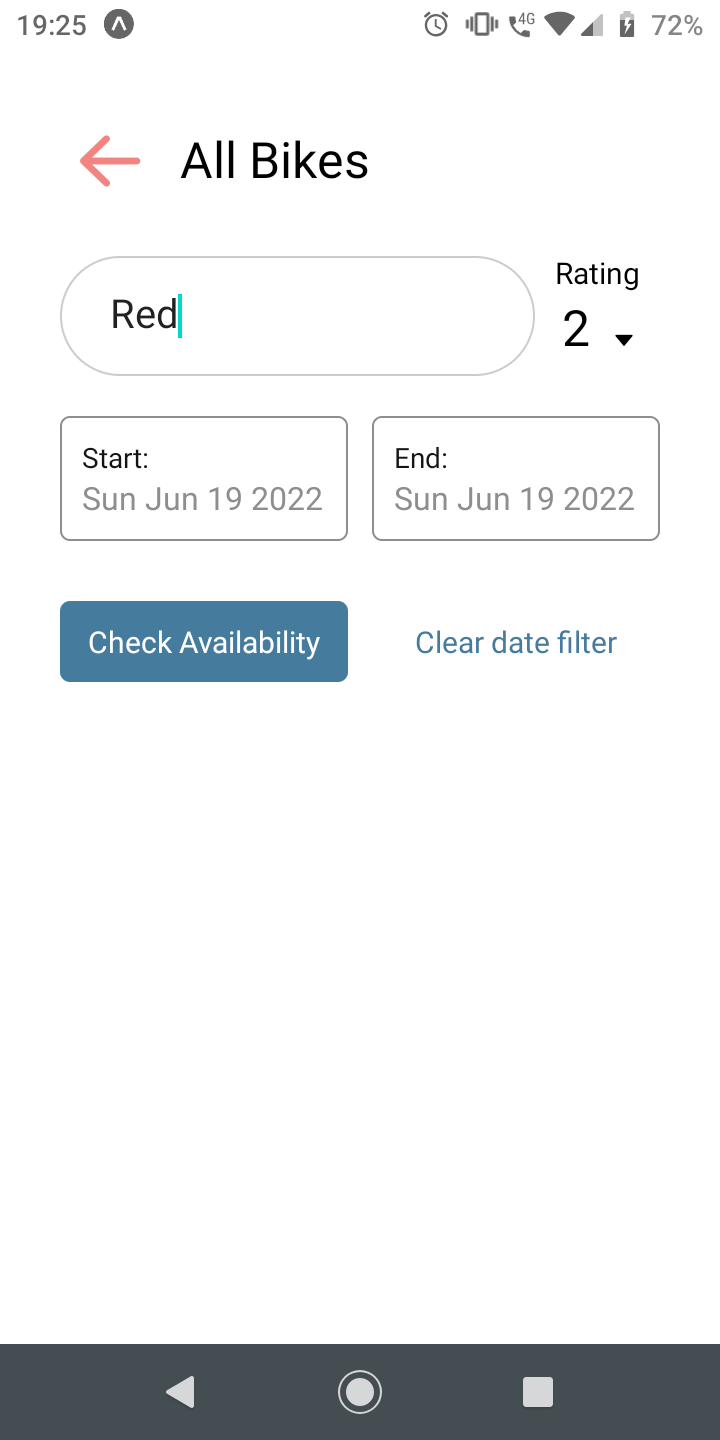 19:25 4G 72%
All Bikes
Red
Rating
2
Start:
Sun Jun 19 2022
End:
Sun Jun 19 2022
Check Availability
Clear date filter